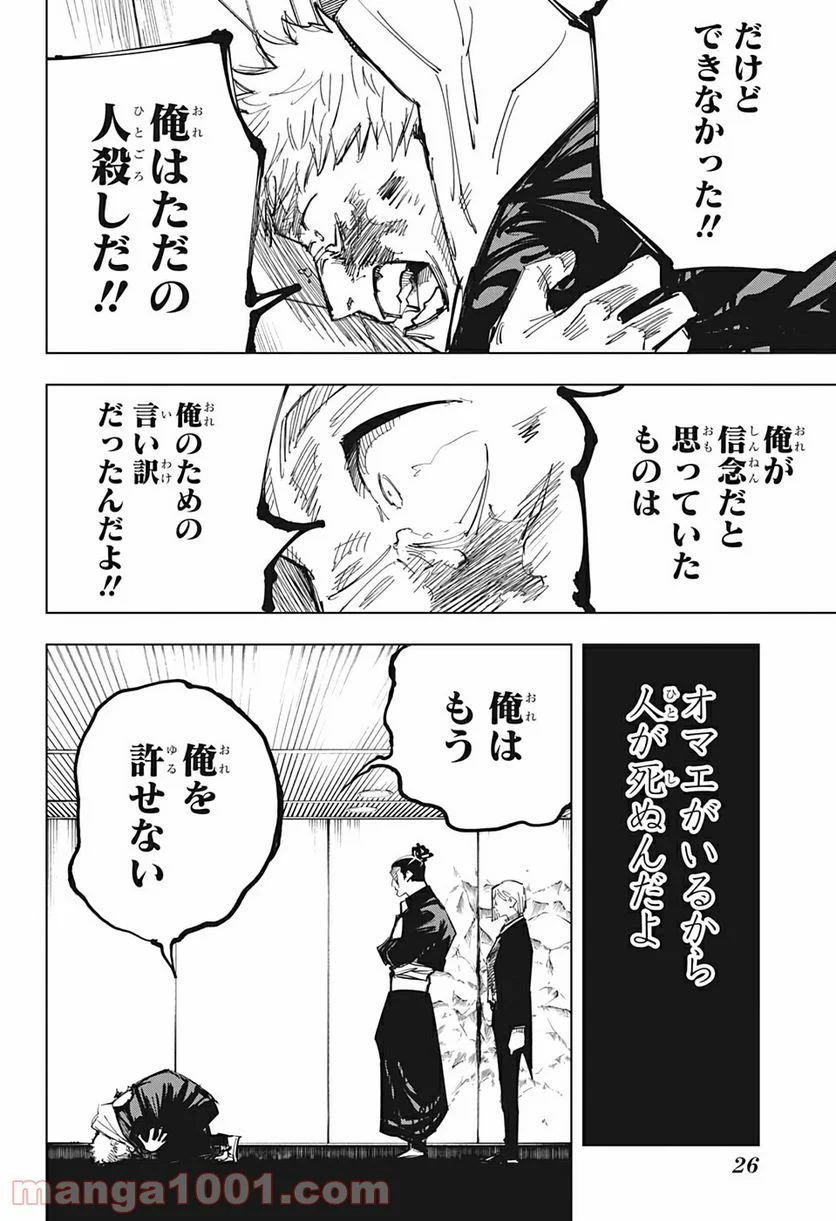 だけど
できなかった!!
俺はただの
人殺しだ!!
俺が
信念だと
思っていた
ものは
俺のための
言い訳
だったんだよ!!
オマエがいるから
人が死ぬんだよ
俺は
もう
俺を
許せない
26
manga1001.com